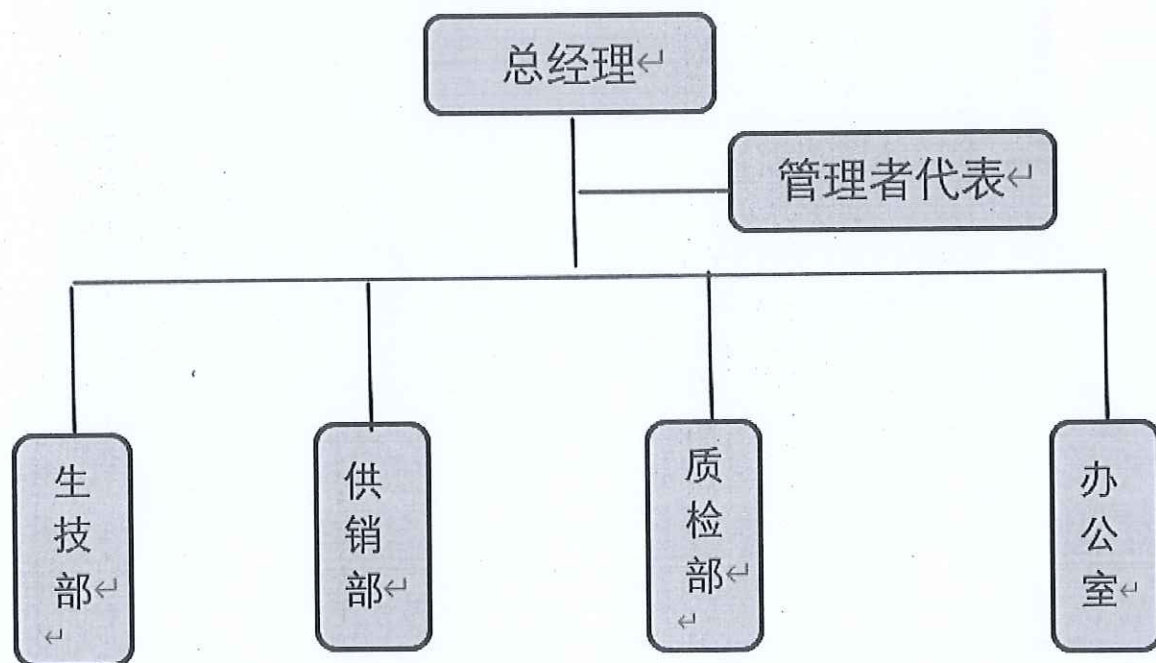 总经理
管理者代表
生技部
供销部
质检部
办公室